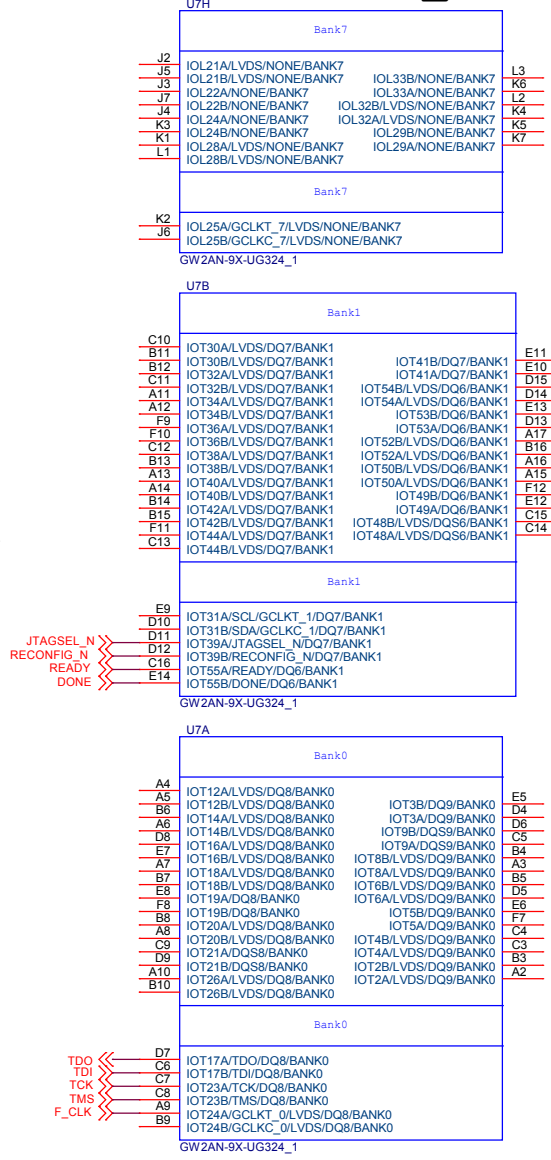 U7H
Bank7
J2 IOL21A/LVDS/NONE/BANK7
J5 IOL21B/LVDS/NONE/BANK7 IOL33B/NONE/BANK7 L3
J3 IOL22A/NONE/BANK7 IOL33A/NONE/BANK7 K6
J7 IOL22B/NONE/BANK7 IOL32B/LVDS/NONE/BANK7 L2
J4 IOL24A/NONE/BANK7 IOL32A/LVDS/NONE/BANK7 K4
K3 IOL24B/NONE/BANK7 IOL29B/NONE/BANK7 K5
K1 IOL28A/LVDS/NONE/BANK7 IOL29A/NONE/BANK7 K7
L1 IOL28B/LVDS/NONE/BANK7
Bank7
K2 IOL25A/GCLKT_7/LVDS/NONE/BANK7
J6 IOL25B/GCLKC_7/LVDS/NONE/BANK7
GW2AN-9X-UG324_1
U7B
Bank1
C10 IOT30A/LVDS/DQ7/BANK1
B11 IOT30B/LVDS/DQ7/BANK1 IOT41B/DQ7/BANK1 E11
B12 IOT32A/LVDS/DQ7/BANK1 IOT41A/DQ7/BANK1 E10
C11 IOT32B/LVDS/DQ7/BANK1 IOT54B/LVDS/DQ6/BANK1 D15
A11 IOT34A/LVDS/DQ7/BANK1 IOT54A/LVDS/DQ6/BANK1 D14
A12 IOT34B/LVDS/DQ7/BANK1 IOT53B/DQ6/BANK1 E13
F9 IOT36A/LVDS/DQ7/BANK1 IOT53A/DQ6/BANK1 D13
F10 IOT36B/LVDS/DQ7/BANK1 IOT52B/LVDS/DQ6/BANK1 A17
C12 IOT38A/LVDS/DQ7/BANK1 IOT52A/LVDS/DQ6/BANK1 B16
B13 IOT38B/LVDS/DQ7/BANK1 IOT50B/LVDS/DQ6/BANK1 A16
A13 IOT40A/LVDS/DQ7/BANK1 IOT50A/LVDS/DQ6/BANK1 A15
A14 IOT40B/LVDS/DQ7/BANK1 IOT49B/DQ6/BANK1 F12
B14 IOT42A/LVDS/DQ7/BANK1 IOT49A/DQ6/BANK1 E12
B15 IOT42B/LVDS/DQ7/BANK1 IOT48B/LVDS/DQS6/BANK1 C15
F11 IOT44A/LVDS/DQ7/BANK1 IOT48A/LVDS/DQS6/BANK1 C14
C13 IOT44B/LVDS/DQ7/BANK1
Bank1
E9 IOT31A/SCL/GCLKT_1/DQ7/BANK1
D10 IOT31B/SDA/GCLKC_1/DQ7/BANK1
JTAGSEL_N D11 IOT39A/JTAGSEL_N/DQ7/BANK1
RECONFIG_N D12 IOT39B/RECONFIG_N/DQ7/BANK1
READY C16 IOT55A/READY/DQ6/BANK1
DONE E14 IOT55B/DONE/DQ6/BANK1
GW2AN-9X-UG324_1
U7A
Bank0
A4 IOT12A/LVDS/DQ8/BANK0
A5 IOT12B/LVDS/DQ8/BANK0 IOT3B/DQ9/BANK0 E5
B6 IOT14A/LVDS/DQ8/BANK0 IOT3A/DQ9/BANK0 D4
A6 IOT14B/LVDS/DQ8/BANK0 IOT9B/DQS9/BANK0 D6
D8 IOT16A/LVDS/DQ8/BANK0 IOT9A/DQS9/BANK0 C5
E7 IOT16B/LVDS/DQ8/BANK0 IOT8B/LVDS/DQ9/BANK0 B4
A7 IOT18A/LVDS/DQ8/BANK0 IOT8A/LVDS/DQ9/BANK0 A3
B7 IOT18B/LVDS/DQ8/BANK0 IOT6B/LVDS/DQ9/BANK0 B5
E8 IOT19A/DQ8/BANK0 IOT6A/LVDS/DQ9/BANK0 D5
F8 IOT19B/DQ8/BANK0 IOT5B/DQ9/BANK0 E6
B8 IOT20A/LVDS/DQ8/BANK0 IOT5A/DQ9/BANK0 F7
A8 IOT20B/LVDS/DQ8/BANK0 IOT4B/LVDS/DQ9/BANK0 C4
C9 IOT21A/DQS8/BANK0 IOT4A/LVDS/DQ9/BANK0 C3
D9 IOT21B/DQS8/BANK0 IOT2B/LVDS/DQ9/BANK0 B3
A10 IOT26A/LVDS/DQ8/BANK0 IOT2A/LVDS/DQ9/BANK0 A2
B10 IOT26B/LVDS/DQ8/BANK0
Bank0
TDO D7 IOT17A/TDO/DQ8/BANK0
TDI C6 IOT17B/TDI/DQ8/BANK0
TCK C7 IOT23A/TCK/DQ8/BANK0
TMS C8 IOT23B/TMS/DQ8/BANK0
F_CLK A9 IOT24A/GCLKT_0/LVDS/DQ8/BANK0
B9 IOT24B/GCLKC_0/LVDS/DQ8/BANK0
GW2AN-9X-UG324_1